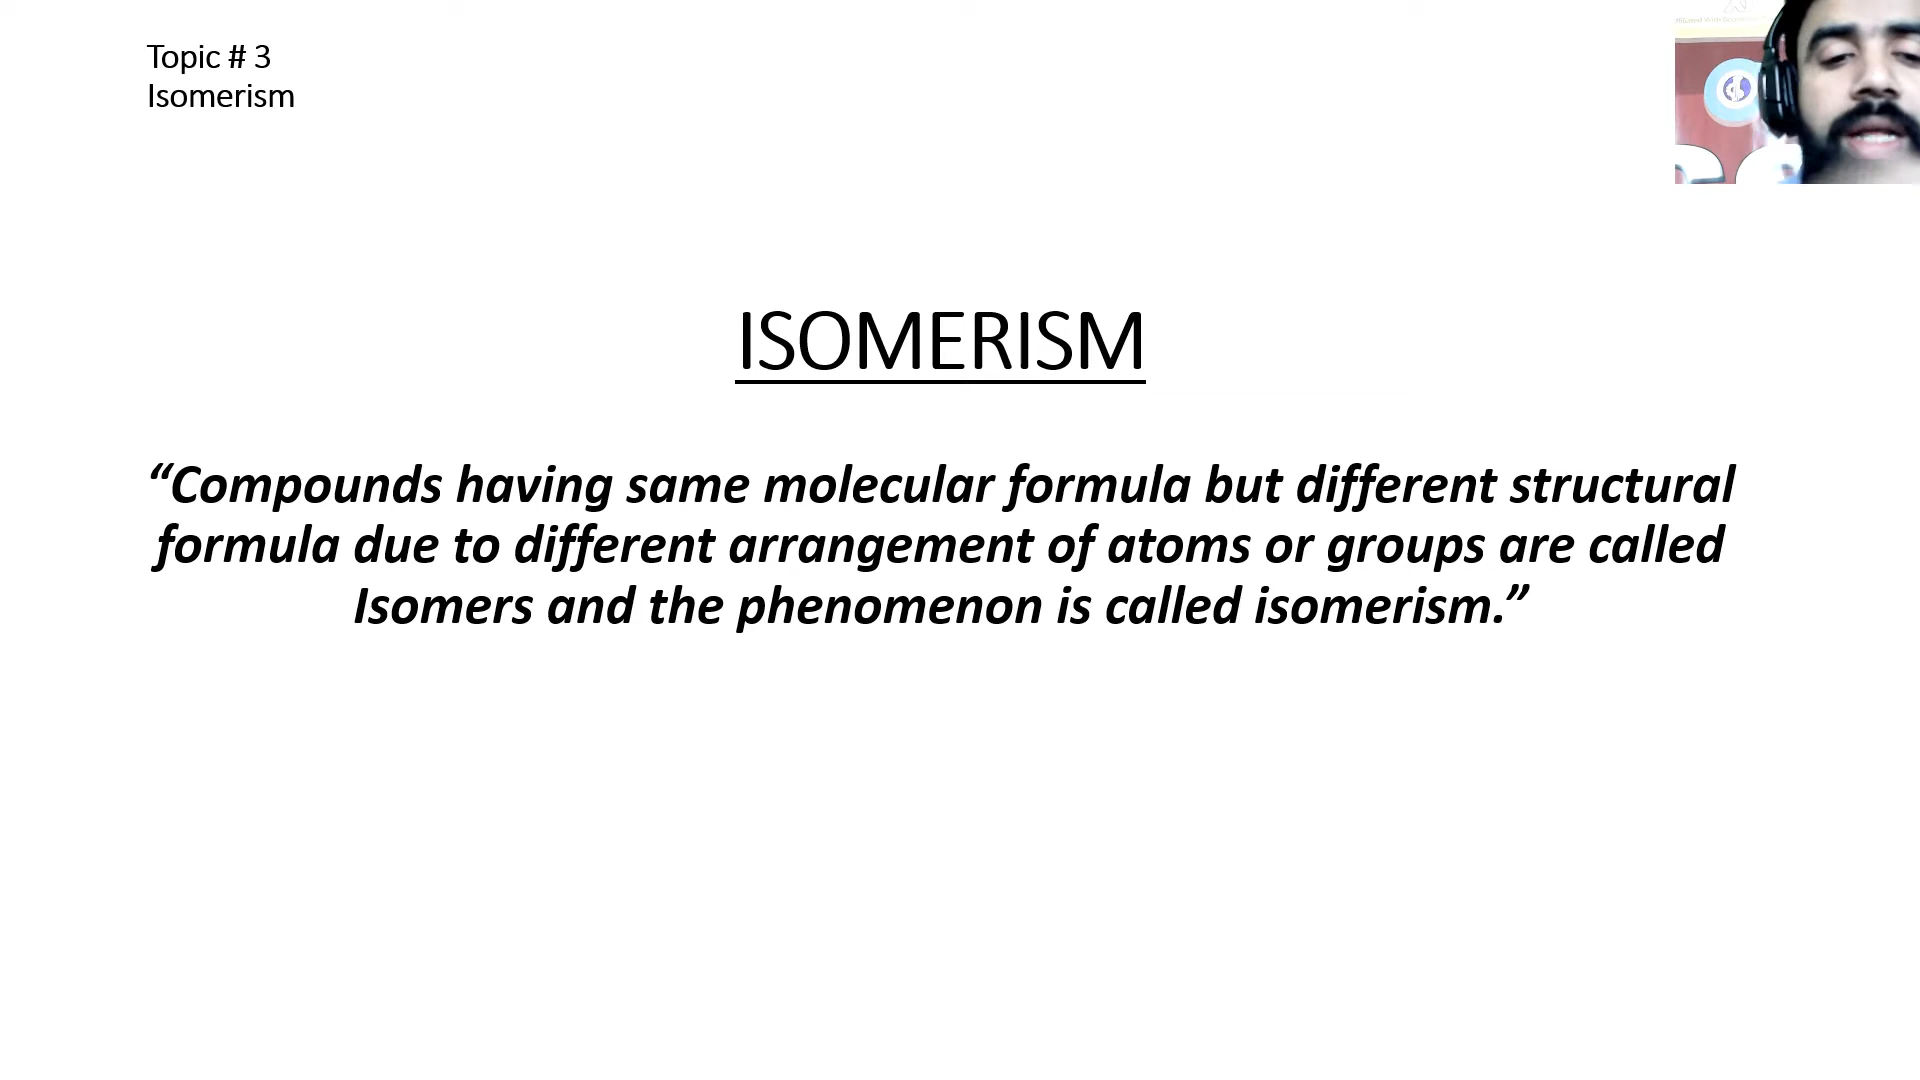 Topic # 3
Isomerism
ISOMERISM
“Compounds having same molecular formula but different structural
formula due to different arrangement of atoms or groups are called
Isomers and the phenomenon is called isomerism.”